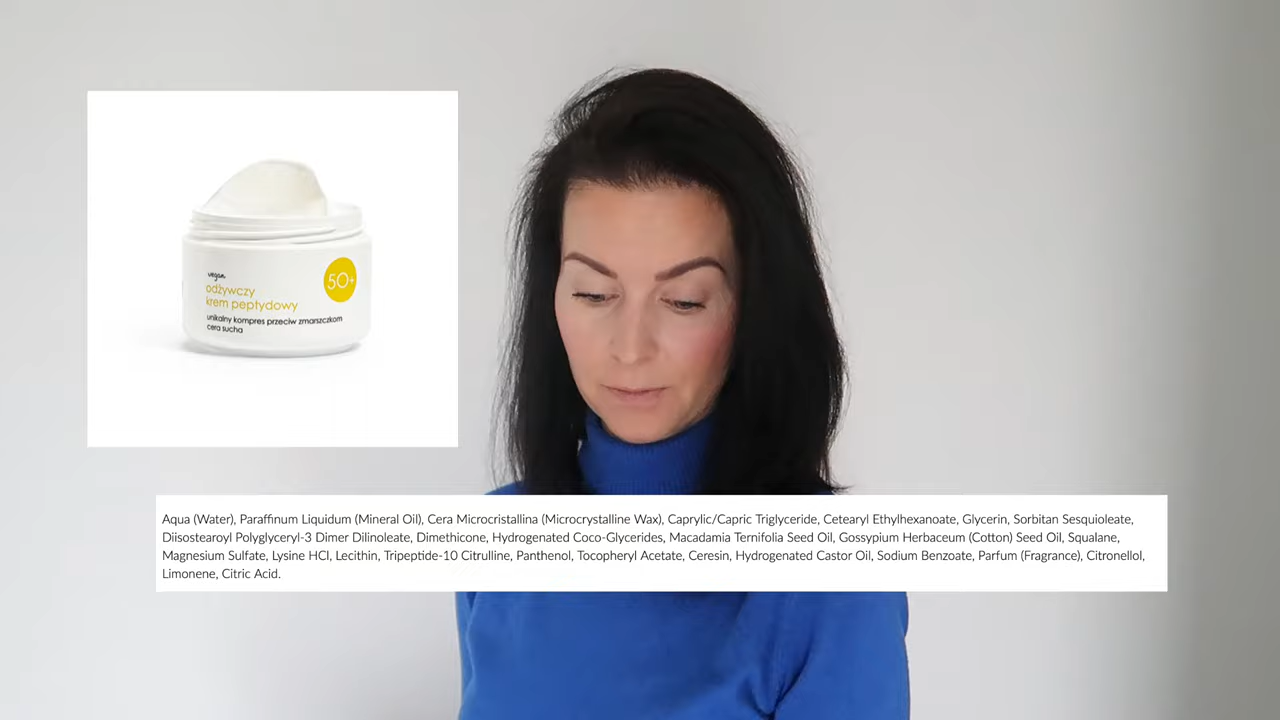 vegan
50+
odżywczy
krem peptydowy
unikalny kompres przeciw zmarszczkom
cera sucha
Aqua (Water), Paraffinum Liquidum (Mineral Oil), Cera Microcristallina (Microcrystalline Wax), Caprylic/Capric Triglyceride, Cetearyl Ethylhexanoate, Glycerin, Sorbitan Sesquioleate,
Diisostearoyl Polyglyceryl-3 Dimer Dilinoleate, Dimethicone, Hydrogenated Coco-Glycerides, Macadamia Ternifolia Seed Oil, Gossypium Herbaceum (Cotton) Seed Oil, Squalane,
Magnesium Sulfate, Lysine HCl, Lecithin, Tripeptide-10 Citrulline, Panthenol, Tocopheryl Acetate, Ceresin, Hydrogenated Castor Oil, Sodium Benzoate, Parfum (Fragrance), Citronellol,
Limonene, Citric Acid.